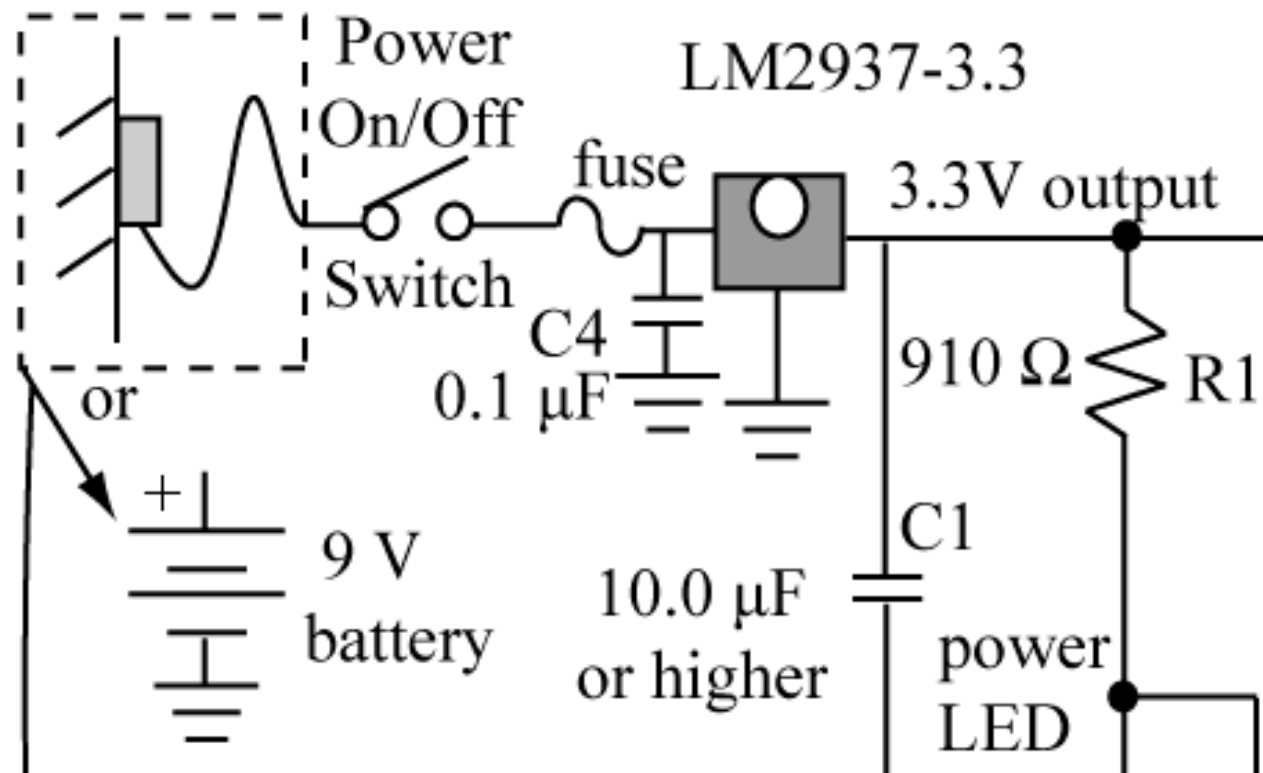 Power
On/Off
Switch
fuse
LM2937-3.3
3.3V output
C4
0.1 μF
910 Ω
R1
or
+
9 V
battery
C1
10.0 μF
or higher
power
LED